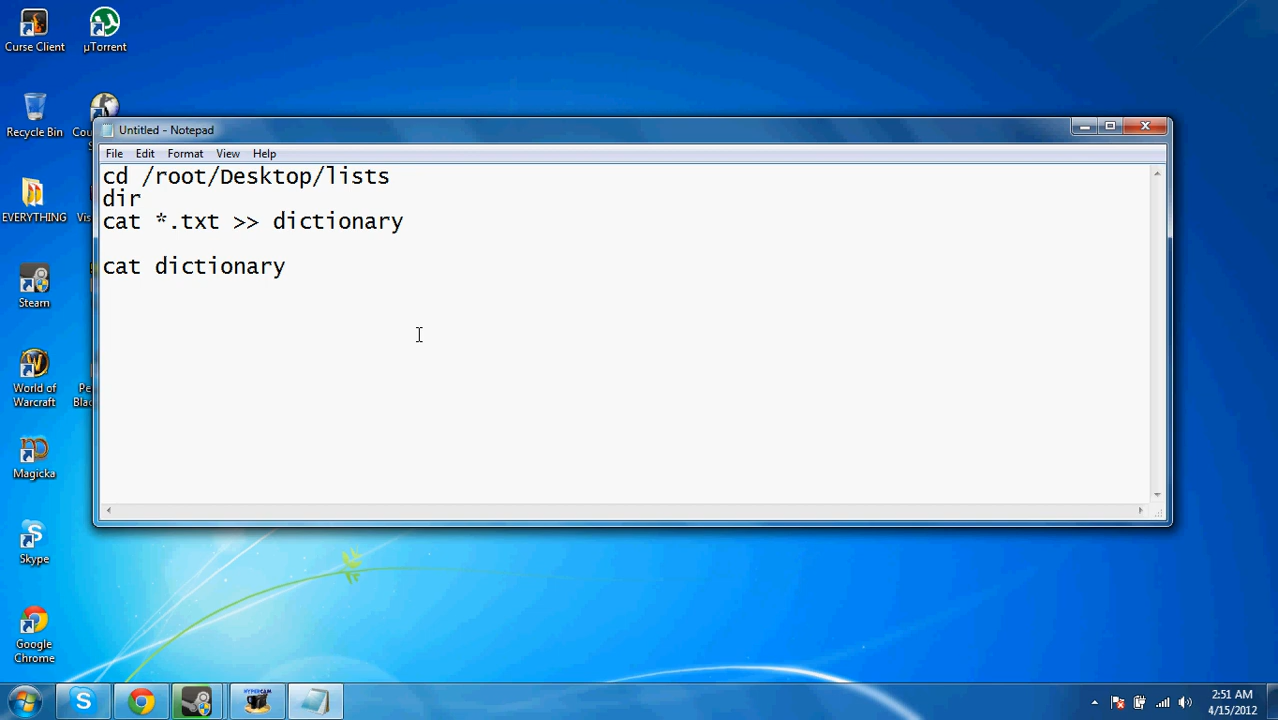 Curse Client
µTorrent
Recycle Bin
Untitled - Notepad
File Edit Format View Help
cd /root/Desktop/lists
dir
cat *.txt >> dictionary
cat dictionary
EVERYTHING
Steam
World of
Warcraft
Magicka
Skype
Google
Chrome
HYPERCAM
2:51 AM
4/15/2012